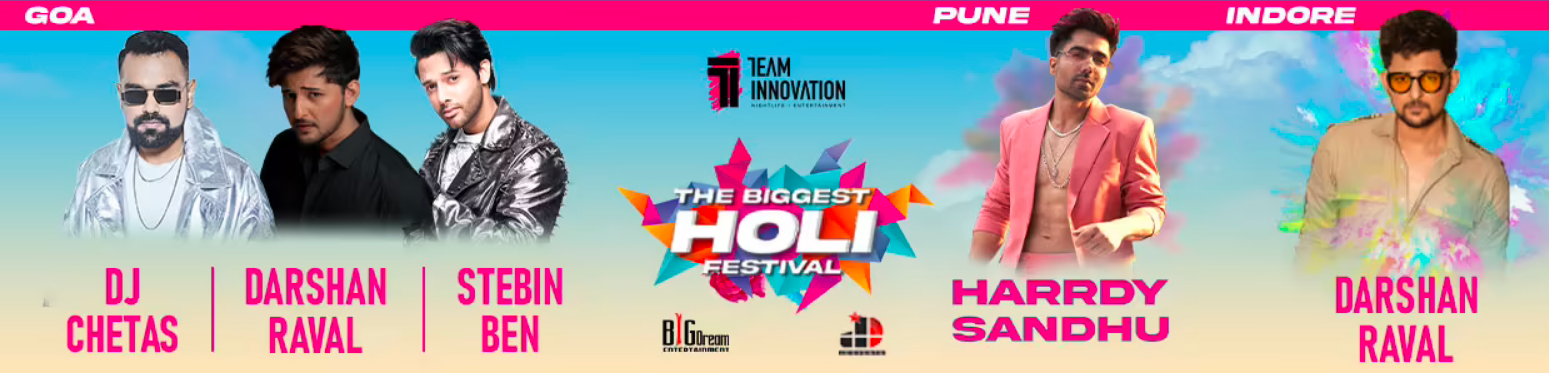 GOA
DJ
CHETAS
DARSHAN
RAVAL
STEBIN
BEN
TEAM
INNOVATION
NIGHTLIFE | ENTERTAINMENT
THE BIGGEST
HOLI
FESTIVAL
BIG Dream
ENTERTAINMENT
PUNE
HARRDY
SANDHU
INDORE
DARSHAN
RAVAL